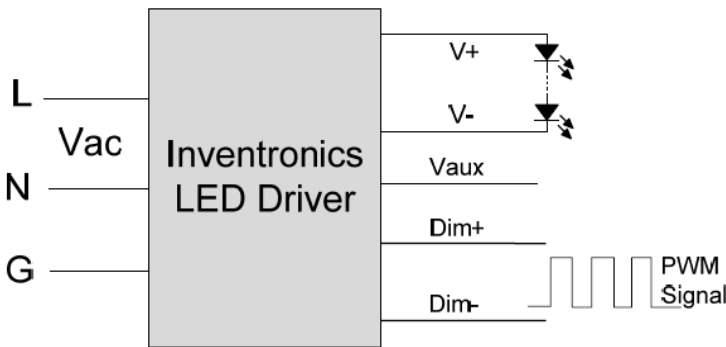 L
Vac
N
G
Inventronics
LED Driver
V+
V-
Vaux
Dim+
Dim-
PWM
Signal